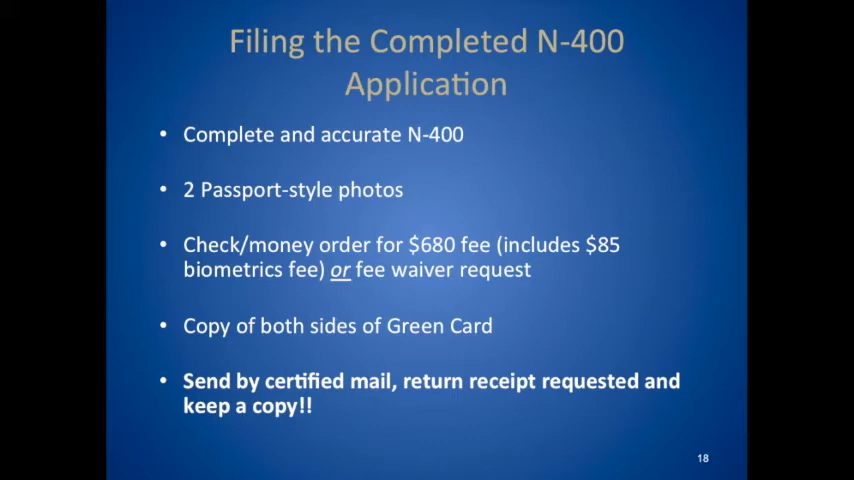 Filing the Completed N-400
Application
• Complete and accurate N-400
• 2 Passport-style photos
• Check/money order for $680 fee (includes $85
biometrics fee) or fee waiver request
• Copy of both sides of Green Card
• Send by certified mail, return receipt requested and
keep a copy!!
18